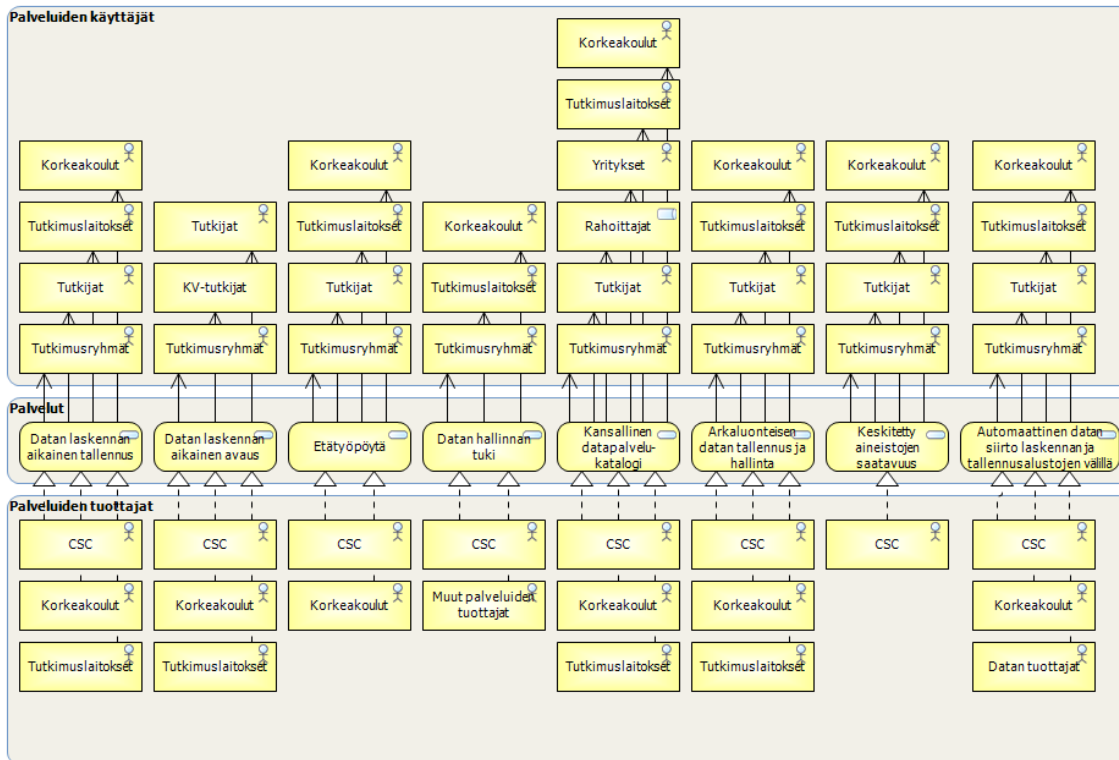 Palveluiden käyttäjät
Korkeakoulut
Tutkimuslaitokset
Korkeakoulut
Korkeakoulut
Yritykset
Korkeakoulut
Korkeakoulut
Korkeakoulut
Tutkimuslaitokset
Tutkijat
Tutkimuslaitokset
Korkeakoulut
Rahoittajat
Tutkimuslaitokset
Tutkimuslaitokset
Tutkimuslaitokset
Tutkijat
KV-tutkijat
Tutkijat
Tutkimuslaitokset
Tutkijat
Tutkijat
Tutkijat
Tutkijat
Tutkimusryhmät
Tutkimusryhmät
Tutkimusryhmät
Tutkimusryhmät
Tutkimusryhmät
Tutkimusryhmät
Tutkimusryhmät
Tutkimusryhmät
Palvelut
Datan laskennan
aikainen tallennus
Datan laskennan
aikainen avaus
Etätyöpöytä
Datan hallinnan
tuki
Kansallinen
datapalvelu-
katalogi
Arkaluonteisen
datan tallennus ja
hallinta
Keskitetty
aineistojen
saatavuus
Automaattinen datan
siirto laskennan ja
tallennusalustojen välillä
Palveluiden tuottajat
CSC
CSC
CSC
CSC
CSC
CSC
CSC
CSC
Korkeakoulut
Korkeakoulut
Korkeakoulut
Muut palveluiden
tuottajat
Korkeakoulut
Korkeakoulut
Korkeakoulut
Tutkimuslaitokset
Tutkimuslaitokset
Tutkimuslaitokset
Tutkimuslaitokset
Datan tuottajat